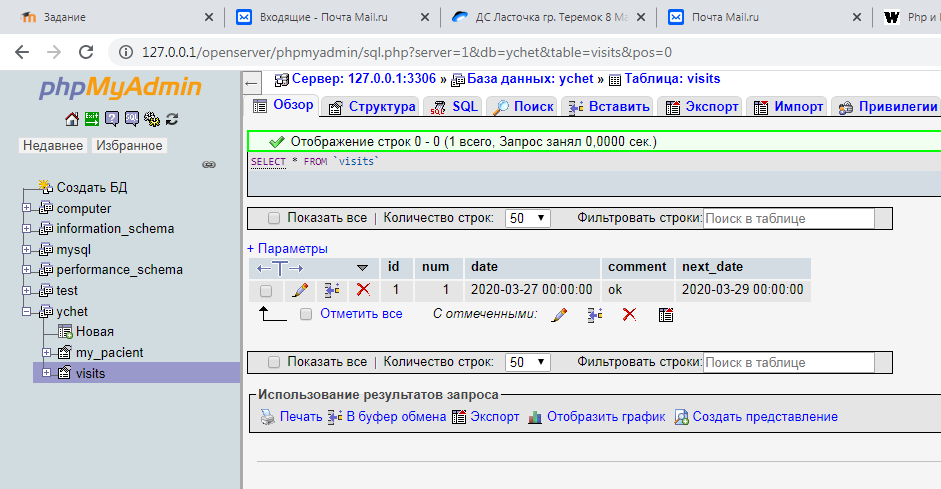 Задание
Входящие - Почта Mail.ru
ДС Ласточка гр. Теремок 8 Ма
Почта Mail.ru
Php и I
127.0.0.1/openserver/phpmyadmin/sql.php?server=1&db=ychet&table=visits&pos=0
phpMyAdmin
Недавнее Избранное
Создать БД
computer
information_schema
mysql
performance_schema
test
ychet
Новая
my_pacient
visits
Сервер: 127.0.0.1:3306 » База данных: ychet » Таблица: visits
Обзор Структура SQL Поиск Вставить Экспорт Импорт Привилегии
Отображение строк 0 - 0 (1 всего, Запрос занял 0,0000 сек.)
SELECT * FROM `visits`
Показать все | Количество строк: 50 Фильтровать строки: Поиск в таблице
+ Параметры
id num date comment next_date
1 1 2020-03-27 00:00:00 ok 2020-03-29 00:00:00
Отметить все С отмеченными:
Показать все | Количество строк: 50 Фильтровать строки: Поиск в таблице
Использование результатов запроса
Печать В буфер обмена Экспорт Отобразить график Создать представление